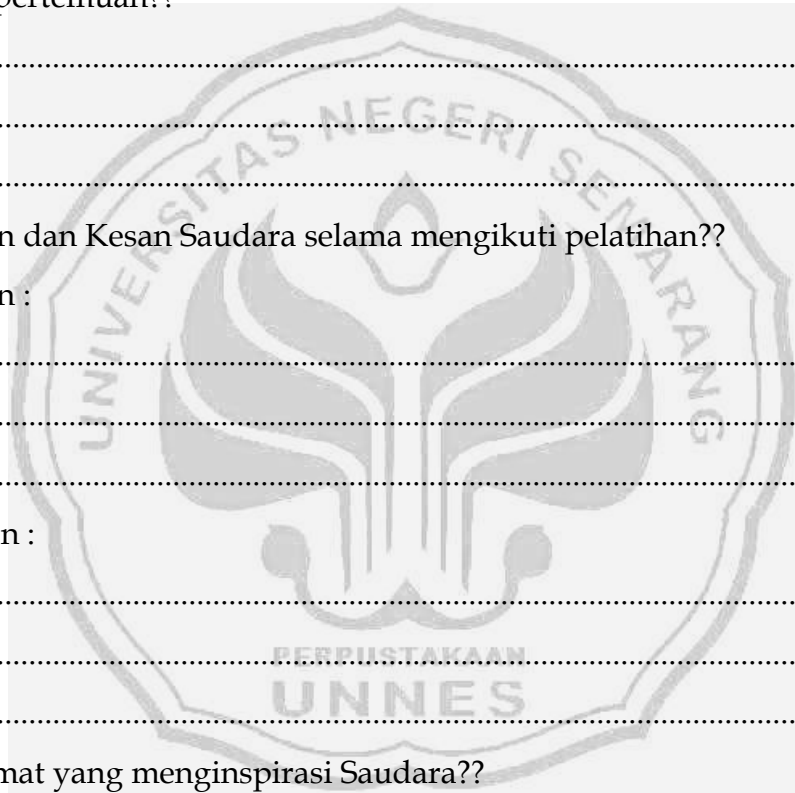 pertemuan??
.....
.....
.....
n dan Kesan Saudara selama mengikuti pelatihan??
n :
.....
.....
.....
n :
.....
.....
.....
mat yang menginspirasi Saudara??
UNIVERSITAS NEGERI SEMARANG
PERPUSTAKAAN
UNNES